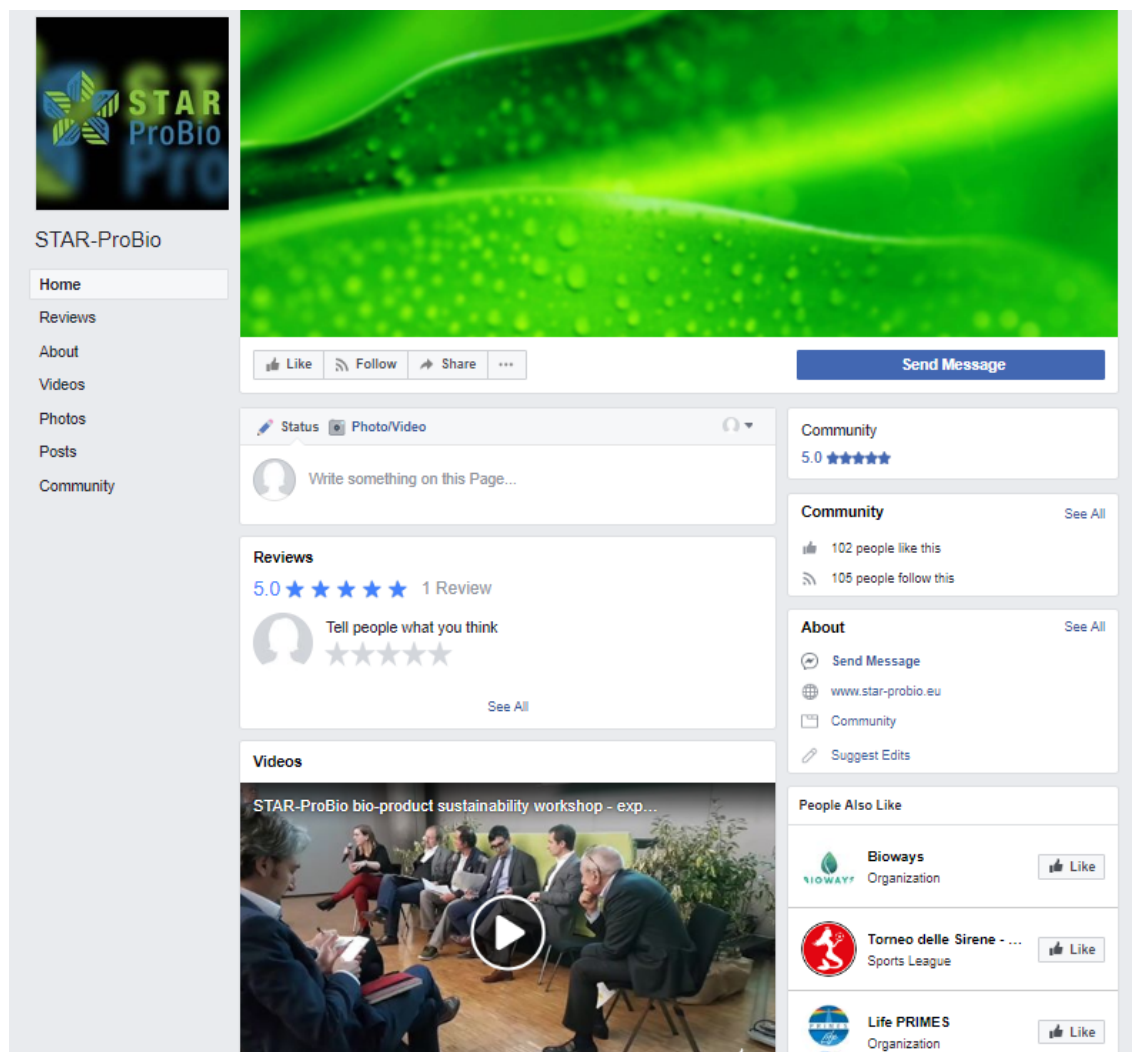 STAR
ProBio
Pro
STAR-ProBio
Home
Reviews
About
Videos
Photos
Posts
Community
Like
Follow
Share
Send Message
Status
Photo/Video
Write something on this Page...
Reviews
5.0
1 Review
Tell people what you think
See All
Videos
STAR-ProBio bio-product sustainability workshop - exp...
Community
5.0
Community
See All
102 people like this
105 people follow this
About
See All
Send Message
www.star-probio.eu
Community
Suggest Edits
People Also Like
BIOWAYS
Bioways
Organization
Like
Torneo delle Sirene - ...
Sports League
Like
PRIMES
Life
Life PRIMES
Organization
Like